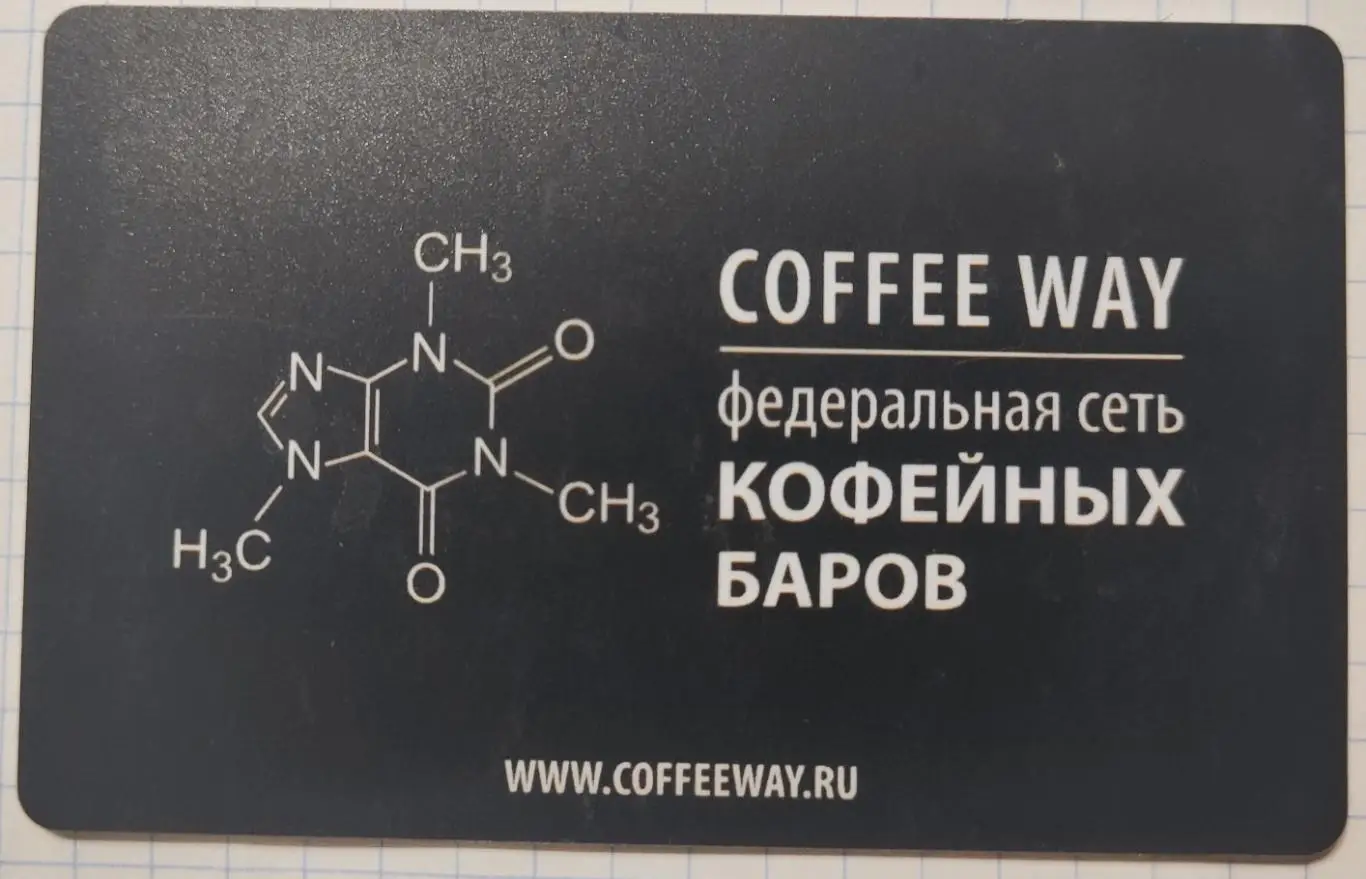 CH3
N
O
N
N
N
CH3
H3C
O
COFFEE WAY
федеральная сеть
КОФЕЙНЫХ
БАРОВ
WWW.COFFEEWAY.RU